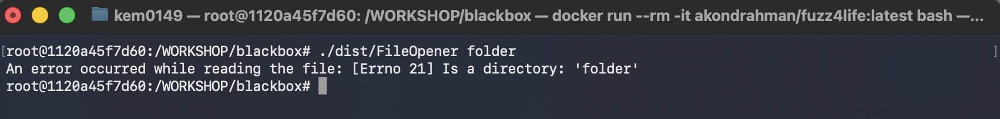 kem0149 — root@1120a45f7d60: /WORKSHOP/blackbox — docker run --rm -it akondrahman/fuzz4life:latest bash —...
[root@1120a45f7d60:/WORKSHOP/blackbox# ./dist/FileOpener folder ]
An error occurred while reading the file: [Errno 21] Is a directory: 'folder'
root@1120a45f7d60:/WORKSHOP/blackbox#